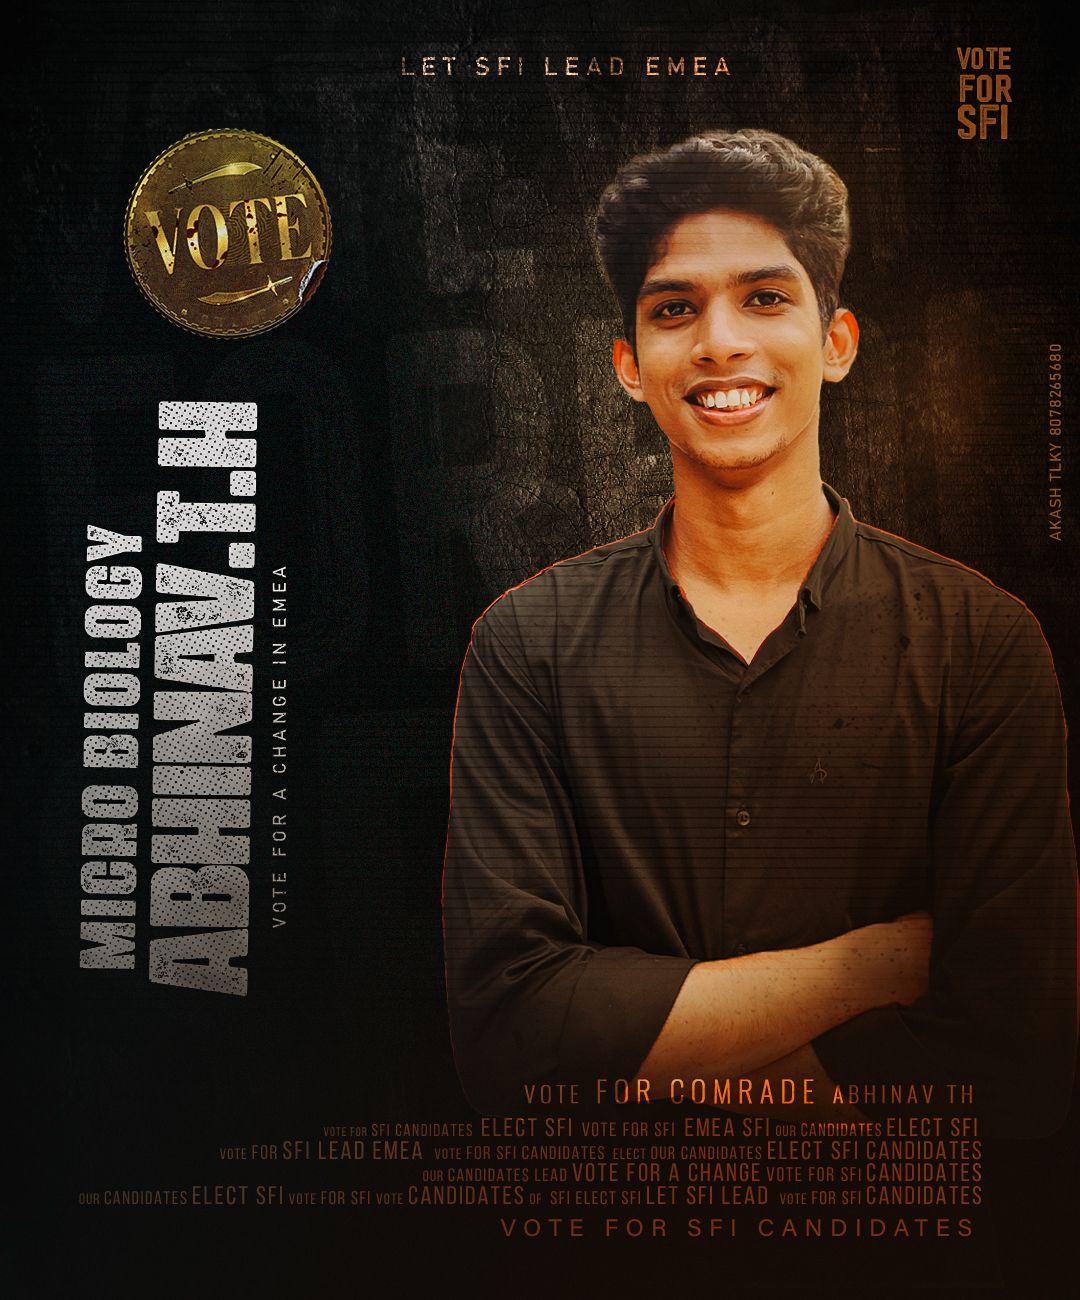 LET SFI LEAD EMEA
VOTE
FOR
SFI
VOTE
MICRO BIOLOGY
ABHINAV.T.H
VOTE FOR A CHANGE IN EMEA
AKASH TLKY 8078265680
VOTE FOR COMRADE ABHINAV TH
VOTE FOR SFI CANDIDATES ELECT SFI VOTE FOR SFI EMEA SFI OUR CANDIDATES ELECT SFI
VOTE FOR SFI LEAD EMEA VOTE FOR SFI CANDIDATES ELECT OUR CANDIDATES ELECT SFI CANDIDATES
OUR CANDIDATES LEAD VOTE FOR A CHANGE VOTE FOR SFI CANDIDATES
OUR CANDIDATES ELECT SFI VOTE FOR SFI VOTE CANDIDATES OF SFI ELECT SFI LET SFI LEAD VOTE FOR SFI CANDIDATES
VOTE FOR SFI CANDIDATES